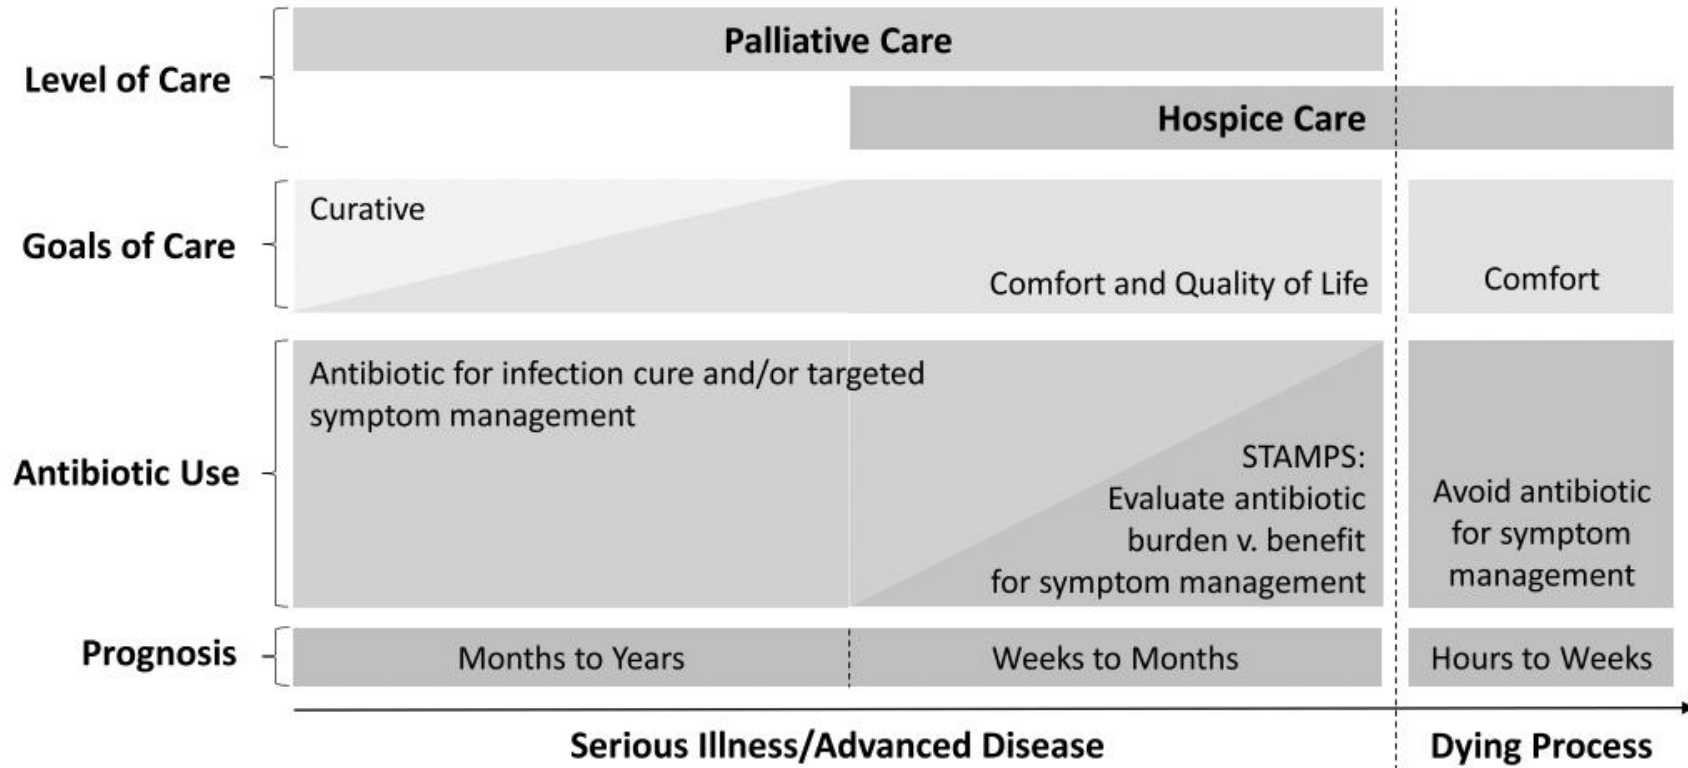 Level of Care
Palliative Care
Hospice Care
Goals of Care
Curative
Comfort and Quality of Life
Comfort
Antibiotic Use
Antibiotic for infection cure and/or targeted
symptom management
STAMPS:
Evaluate antibiotic
burden v. benefit
for symptom management
Avoid antibiotic
for symptom
management
Prognosis
Months to Years
Weeks to Months
Hours to Weeks
Serious Illness/Advanced Disease
Dying Process